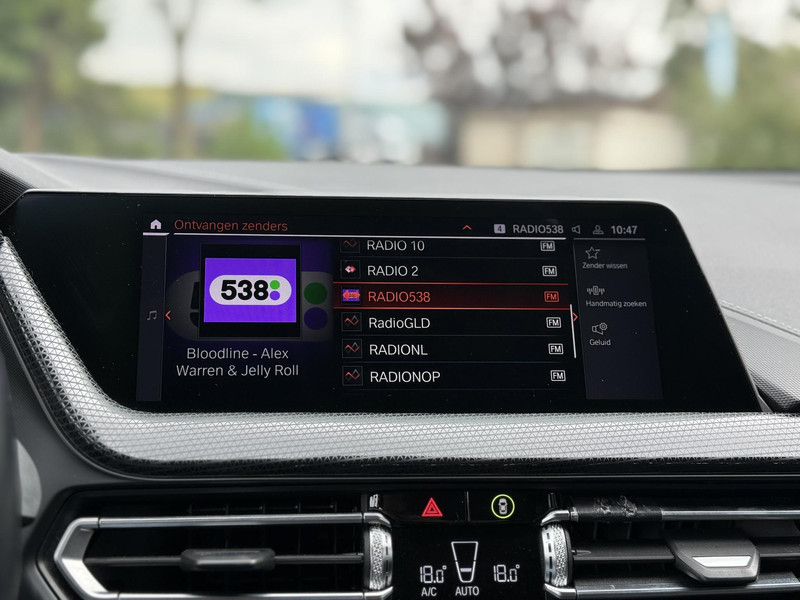 Ontvangen zenders
4 RADIO538 10:47
538
Bloodline - Alex
Warren & Jelly Roll
RADIO 10 FM
RADIO 2 FM
RADIO538 FM
RadioGLD FM
RADIONL FM
RADIONOP FM
Zender wissen
Handmatig zoeken
Geluid
18.0° 18.0°
A/C AUTO